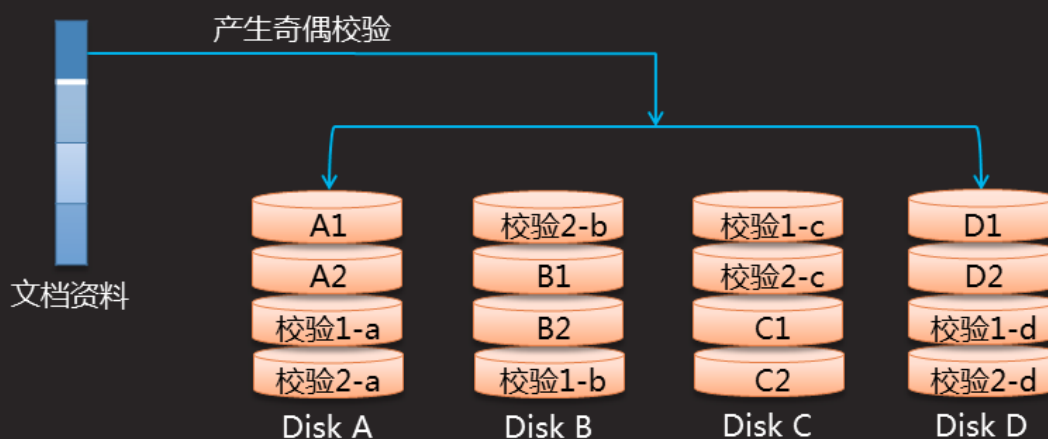 产生奇偶校验
文档资料
A1 校验2-b 校验1-c D1
A2 B1 校验2-c D2
校验1-a B2 C1 校验1-d
校验2-a 校验1-b C2 校验2-d
Disk A Disk B Disk C Disk D